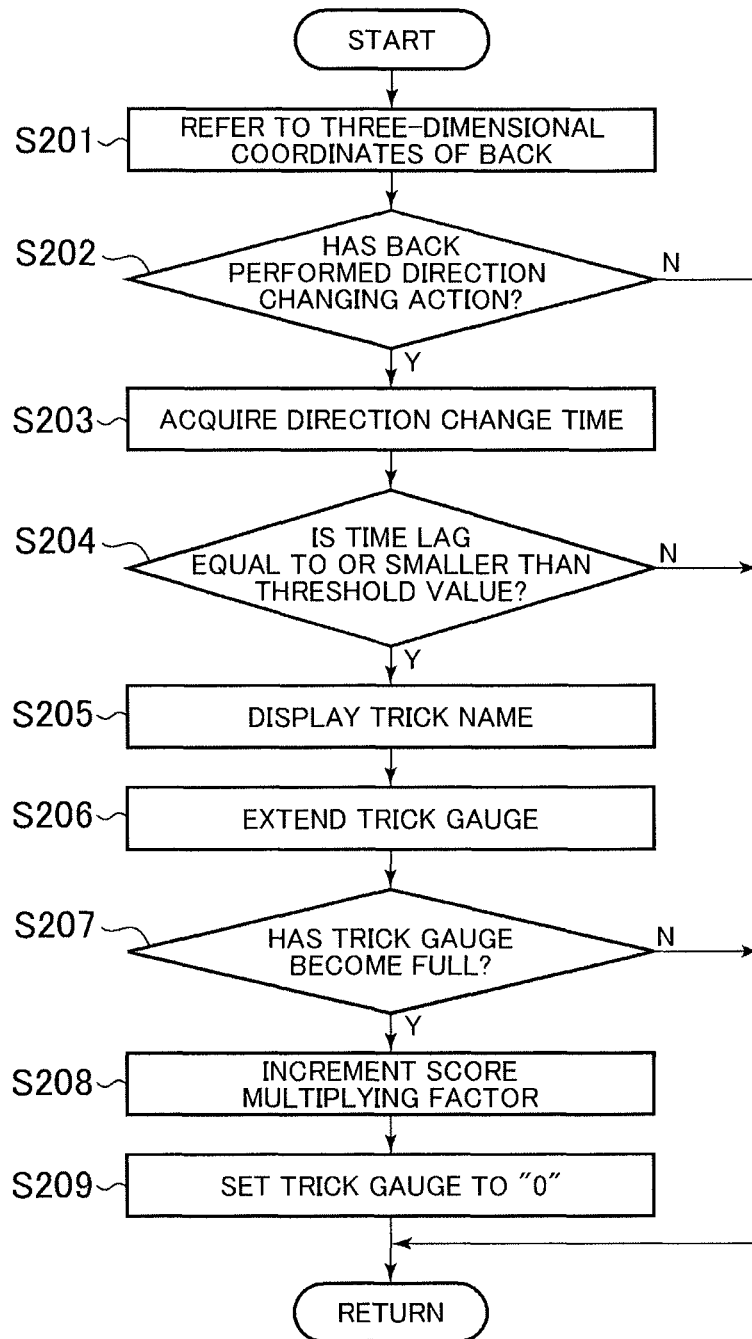 START
S201
REFER TO THREE-DIMENSIONAL
COORDINATES OF BACK
S202
HAS BACK
PERFORMED DIRECTION
CHANGING ACTION?
N
Y
S203
ACQUIRE DIRECTION CHANGE TIME
S204
IS TIME LAG
EQUAL TO OR SMALLER THAN
THRESHOLD VALUE?
N
Y
S205
DISPLAY TRICK NAME
S206
EXTEND TRICK GAUGE
S207
HAS TRICK GAUGE
BECOME FULL?
N
Y
S208
INCREMENT SCORE
MULTIPLYING FACTOR
S209
SET TRICK GAUGE TO "0"
RETURN